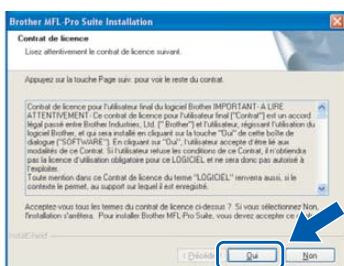 Brother MFL-Pro Suite Installation
Contrat de licence
Lisez attentivement le contrat de licence suivant.
Appuyez sur la touche Page suiv. pour voir le reste du contrat.
Contrat de licence pour l'utilisateur final du logiciel Brother IMPORTANT- A LIRE
ATTENTIVEMENT - Ce contrat de licence pour l'utilisateur final ("Contrat") est un accord
légal passé entre Brother Industries, Ltd. ("Brother") et l'utilisateur, régissant l'utilisation du
logiciel Brother, et qui sera installé en cliquant sur la touche "Oui" de cette boîte de
dialogue ("SOFTWARE"). En cliquant sur "Oui", l'utilisateur accepte d'être lié aux
modalités de ce Contrat. Si l'utilisateur refuse les conditions de ce Contrat, il n'obtiendra
pas la licence d'utilisation obligatoire pour ce LOGICIEL et ne sera donc pas autorisé à
l'exploiter.
Toute mention dans ce Contrat de licence du terme "LOGICIEL" renverra aussi, si le
contexte le permet, au support sur lequel il est enregistré.
Acceptez-vous tous les termes du contrat de licence ci-dessus ? Si vous sélectionnez Non,
l'installation s'arrêtera. Pour installer Brother MFL-Pro Suite, vous devez accepter ce
InstallShield
< Précédent
Oui
Non